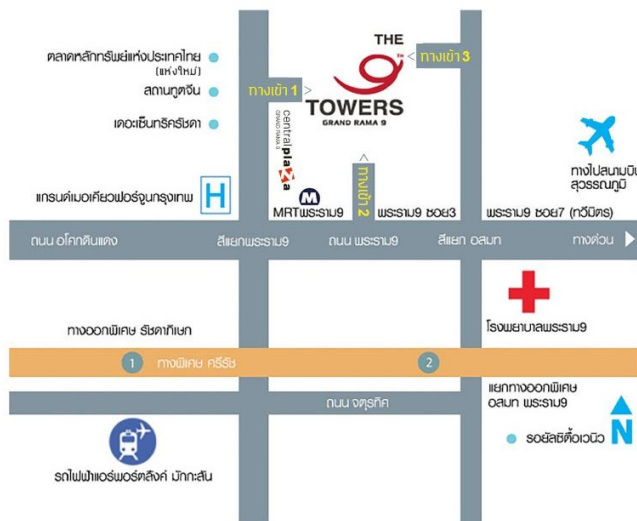 THE
9
TOWERS
GRAND RAMA 9
ตลาดหลักทรัพย์แห่งประเทศไทย
(แห่งใหม่)
สถานทูตจีน
เดอะเซ็นทริครัชดา
ทางเข้า 1 >
< ทางเข้า 3
centralplaza
GRAND RAMA 9
ทางเข้า 2 >
ทางไปสนามบิน
สุวรรณภูมิ
แกรนด์เมอเคียวฟอร์จูนกรุงเทพ
H
M
MRTพระราม9
พระราม9 ซอย3
พระราม9 ซอย7 (ทวีมิตร)
ถนน อโศกดินแดง
สี่แยกพระราม9
ถนน พระราม9
สี่แยก อสมท
ทางด่วน
โรงพยาบาลพระราม9
ทางออกพิเศษ รัชดาภิเษก
1
ทางพิเศษ ศรีรัช
2
แยกทางออกพิเศษ
อสมท พระราม9
ถนน จตุรทิศ
รอยัลซิตี้อเวนิว
N
รถไฟฟ้าแอร์พอร์ตลิงค์ มักกะสัน